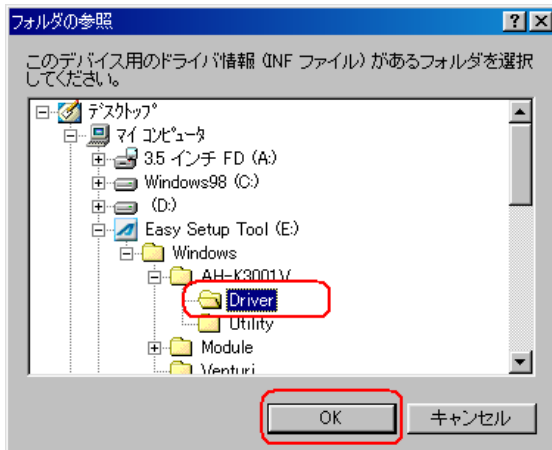 フォルダの参照
このデバイス用のドライバ情報 (INF ファイル) があるフォルダを選択
してください。
デスクトップ
マイ コンピュータ
3.5 インチ FD (A:)
Windows98 (C:)
(D:)
Easy Setup Tool (E:)
Windows
AH-K3001V
Driver
Utility
Module
Venturi
OK キャンセル